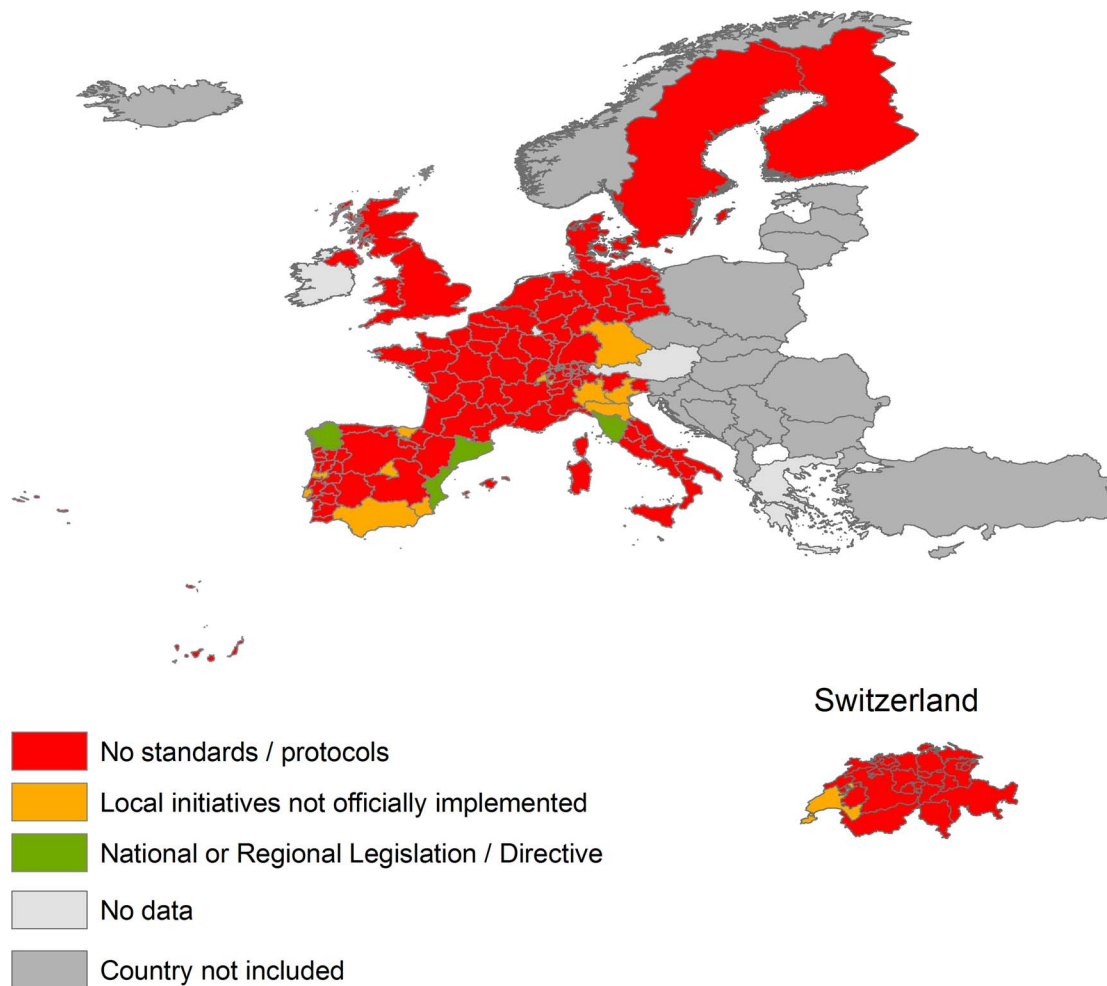 Switzerland
No standards / protocols
Local initiatives not officially implemented
National or Regional Legislation / Directive
No data
Country not included